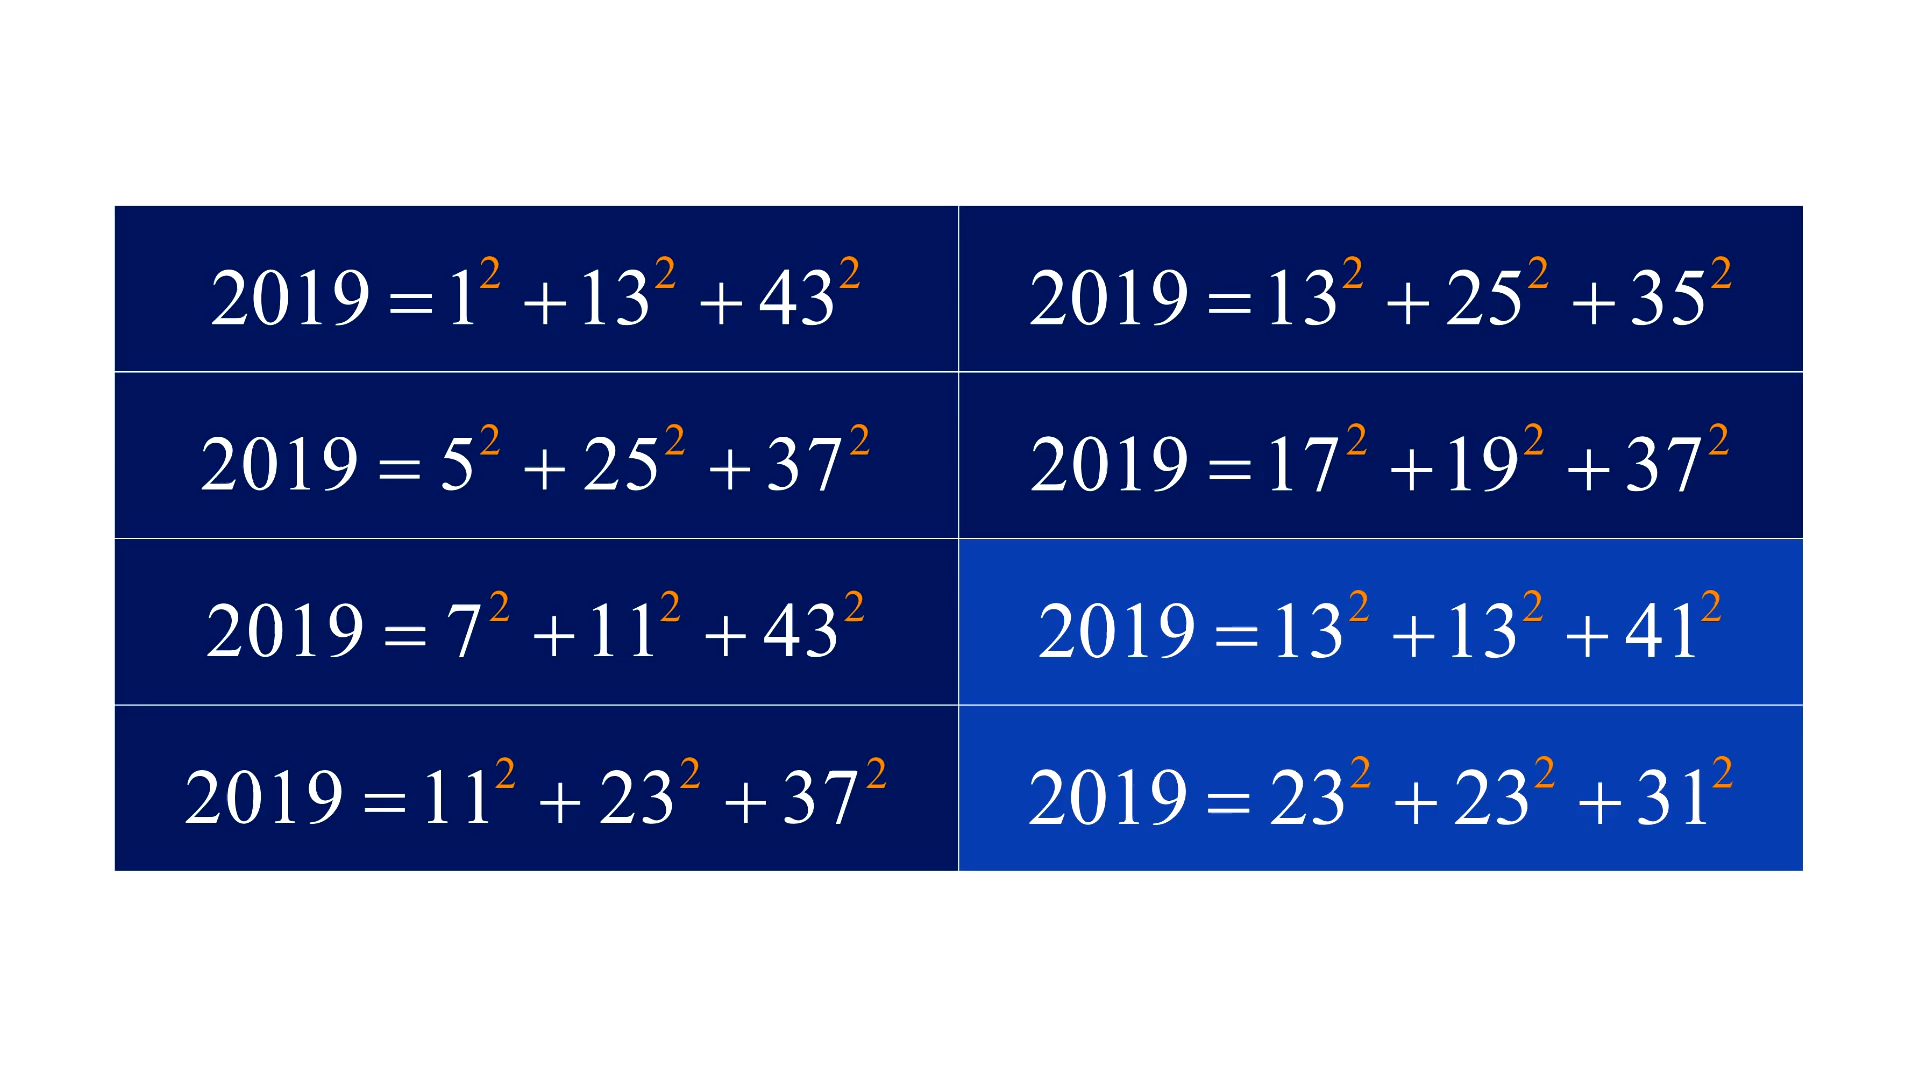 2019 = 1² + 13² + 43²
2019 = 13² + 25² + 35²
2019 = 5² + 25² + 37²
2019 = 17² + 19² + 37²
2019 = 7² + 11² + 43²
2019 = 13² + 13² + 41²
2019 = 11² + 23² + 37²
2019 = 23² + 23² + 31²